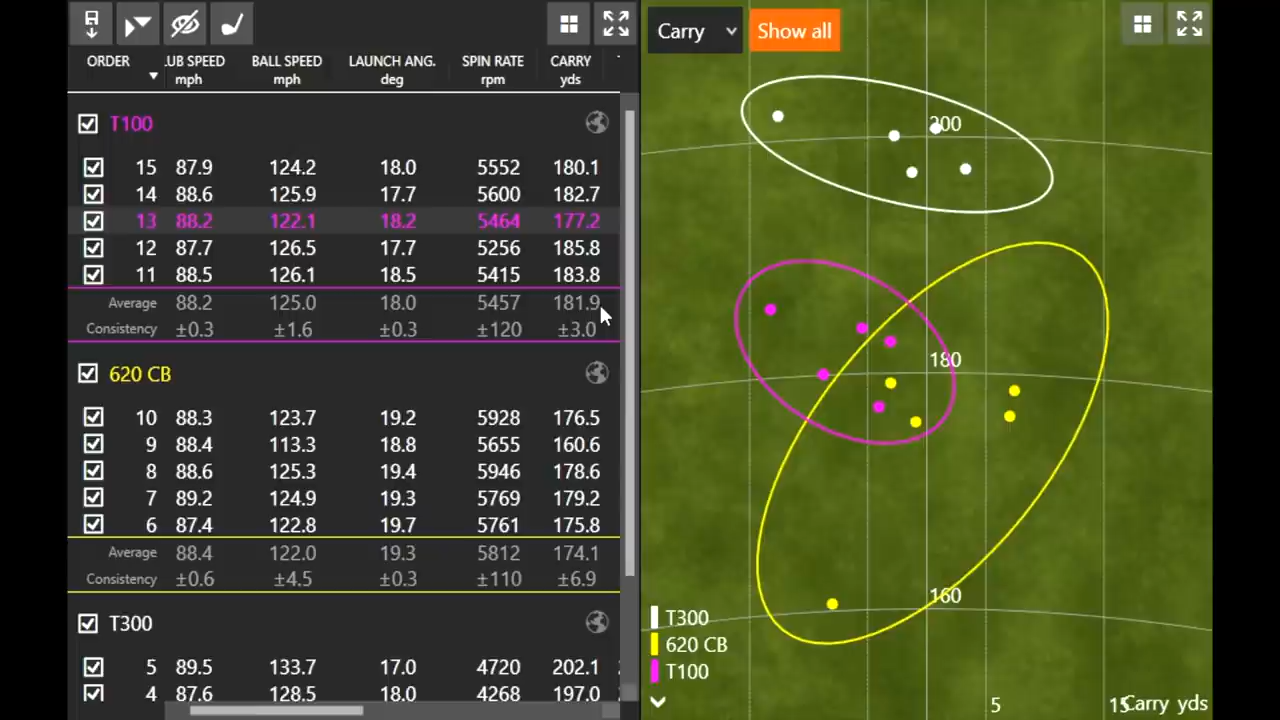 Carry
Show all
ORDER UB SPEED BALL SPEED LAUNCH ANG. SPIN RATE CARRY
mph mph deg rpm yds
T100
15 87.9 124.2 18.0 5552 180.1
14 88.6 125.9 17.7 5600 182.7
13 88.2 122.1 18.2 5464 177.2
12 87.7 126.5 17.7 5256 185.8
11 88.5 126.1 18.5 5415 183.8
Average 88.2 125.0 18.0 5457 181.9
Consistency ±0.3 ±1.6 ±0.3 ±120 ±3.0
620 CB
10 88.3 123.7 19.2 5928 176.5
9 88.4 113.3 18.8 5655 160.6
8 88.6 125.3 19.4 5946 178.6
7 89.2 124.9 19.3 5769 179.2
6 87.4 122.8 19.7 5761 175.8
Average 88.4 122.0 19.3 5812 174.1
Consistency ±0.6 ±4.5 ±0.3 ±110 ±6.9
T300
5 89.5 133.7 17.0 4720 202.1
4 87.6 128.5 18.0 4268 197.0
200
180
160
T300
620 CB
T100
5 15 Carry yds